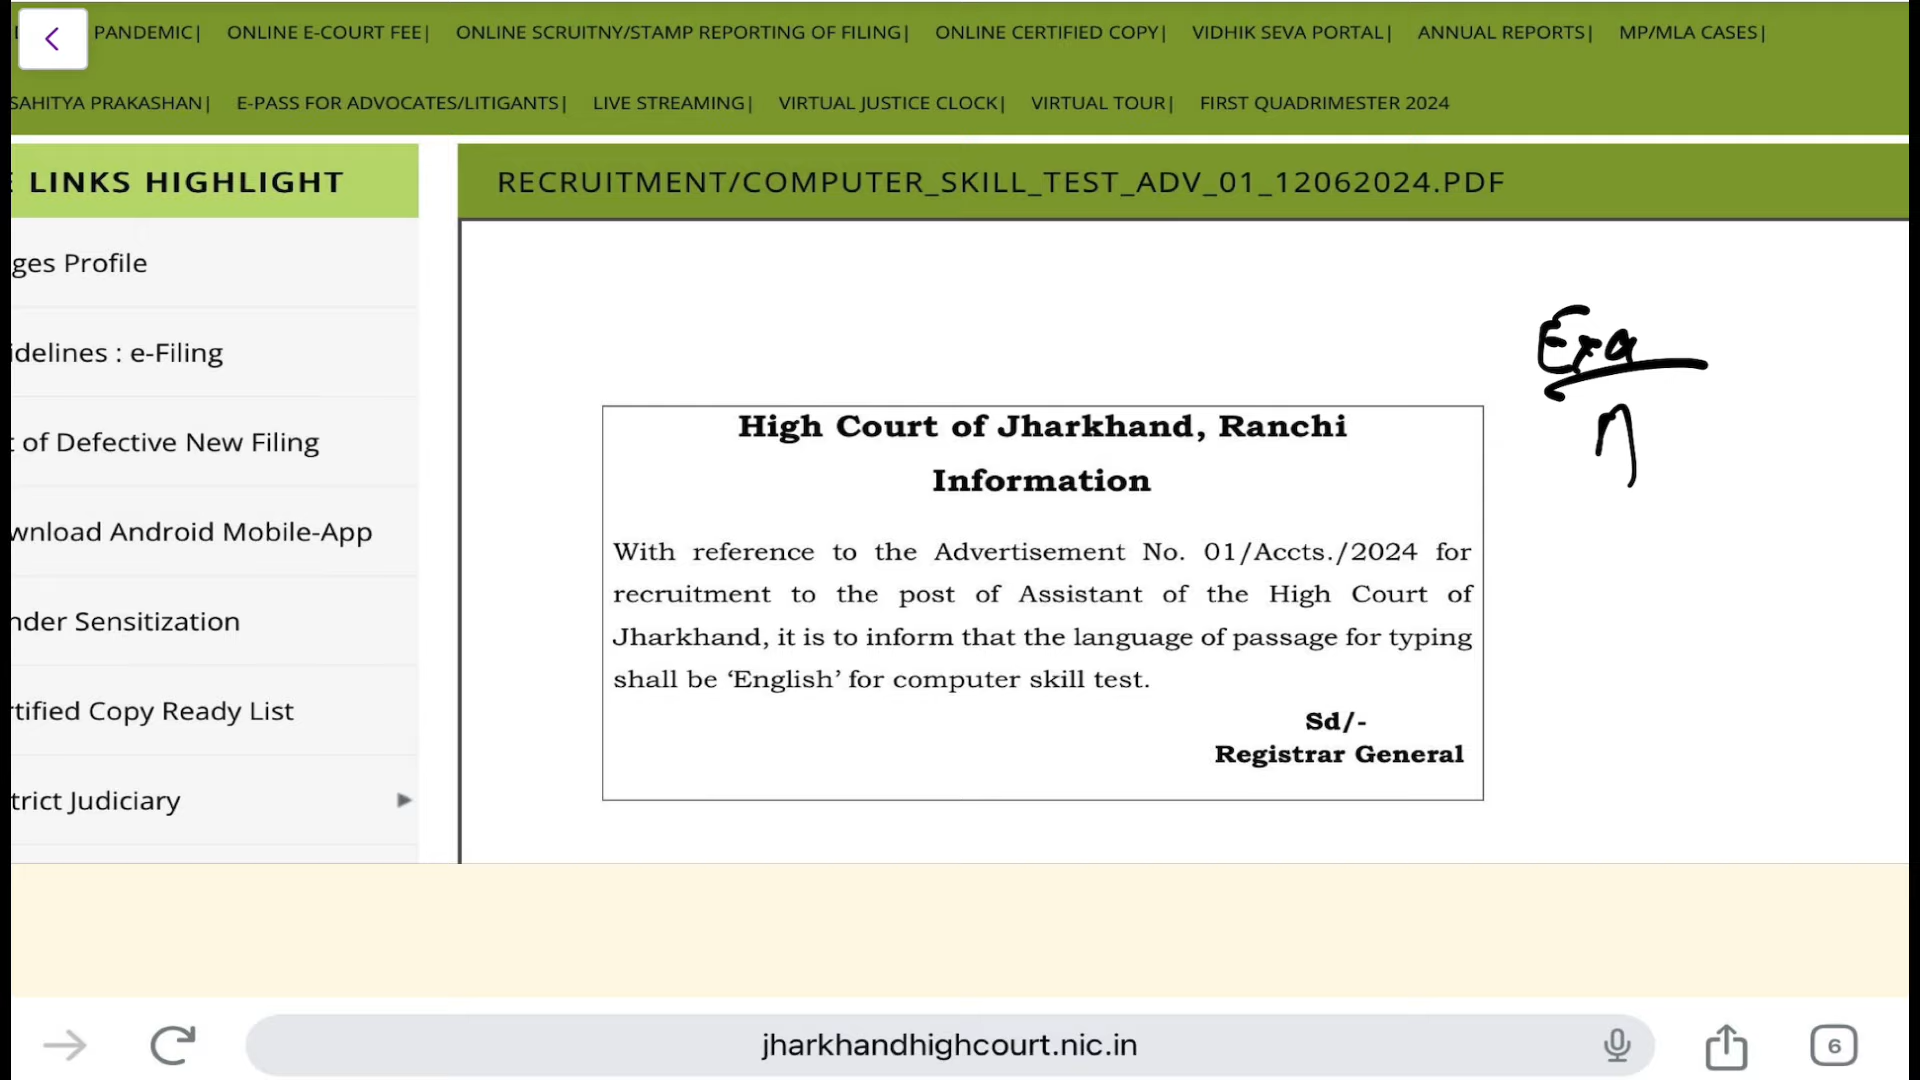 PANDEMIC| ONLINE E-COURT FEE| ONLINE SCRUITNY/STAMP REPORTING OF FILING| ONLINE CERTIFIED COPY| VIDHIK SEVA PORTAL| ANNUAL REPORTS| MP/MLA CASES|
SAHITYA PRAKASHAN| E-PASS FOR ADVOCATES/LITIGANTS| LIVE STREAMING| VIRTUAL JUSTICE CLOCK| VIRTUAL TOUR| FIRST QUADRIMESTER 2024
LINKS HIGHLIGHT
ges Profile
idelines : e-Filing
of Defective New Filing
wnload Android Mobile-App
nder Sensitization
rtified Copy Ready List
trict Judiciary
RECRUITMENT/COMPUTER_SKILL_TEST_ADV_01_12062024.PDF
Exa
High Court of Jharkhand, Ranchi
Information
With reference to the Advertisement No. 01/Accts./2024 for
recruitment to the post of Assistant of the High Court of
Jharkhand, it is to inform that the language of passage for typing
shall be ‘English’ for computer skill test.
Sd/-
Registrar General
jharkhandhighcourt.nic.in
6